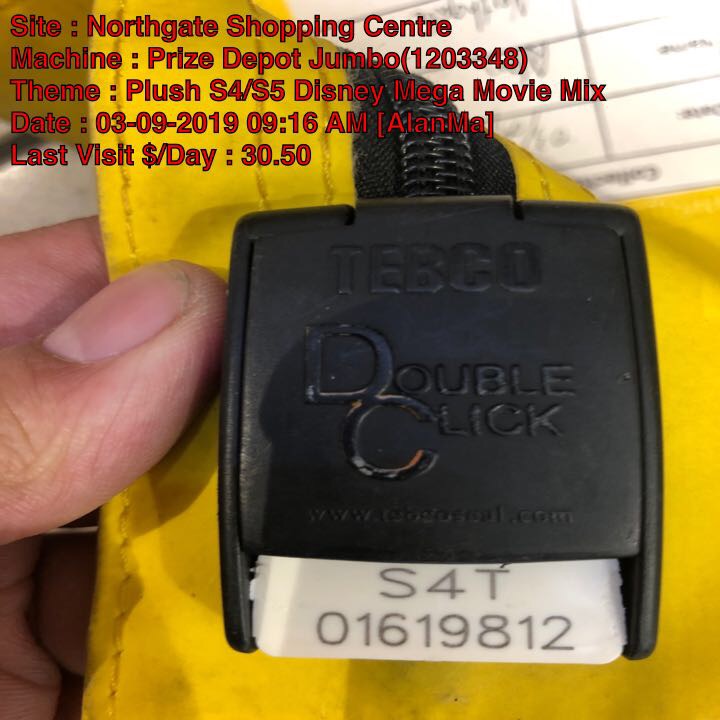 Site : Northgate Shopping Centre
Machine : Prize Depot Jumbo(1203348)
Theme : Plush S4/S5 Disney Mega Movie Mix
Date : 03-09-2019 09:16 AM [AlanMa]
Last Visit $/Day : 30.50
TEBCO
DOUBLE
CLICK
S4T
01619812